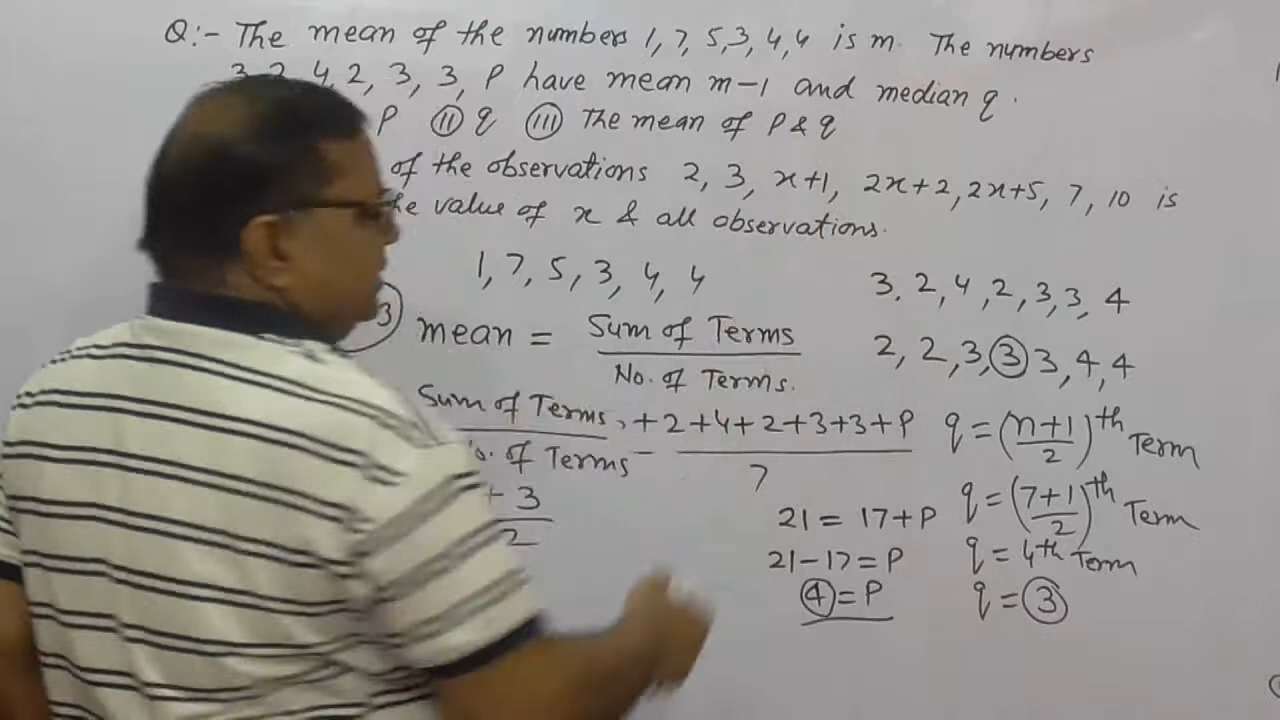 Q:- The mean of the numbers 1, 7, 5, 3, 4, 4 is m. The numbers
3, 2, 4, 2, 3, 3, P have mean m-1 and median q.
P (II) q (III) The mean of P & q
of the observations 2, 3, x+1, 2x+2, 2x+5, 7, 10 is
value of x & all observations.
1, 7, 5, 3, 4, 4
3, 2, 4, 2, 3, 3, 4
3) mean = Sum of Terms / No. of Terms.
2, 2, 3, 3 3, 4, 4
Sum of Terms / of Terms
+2+4+2+3+3+P / 7
q = (n+1 / 2)th Term
+ 3 / 2
21 = 17+P
q = (7+1 / 2)th Term
21-17=P
q = 4th Term
4=P
q = 3